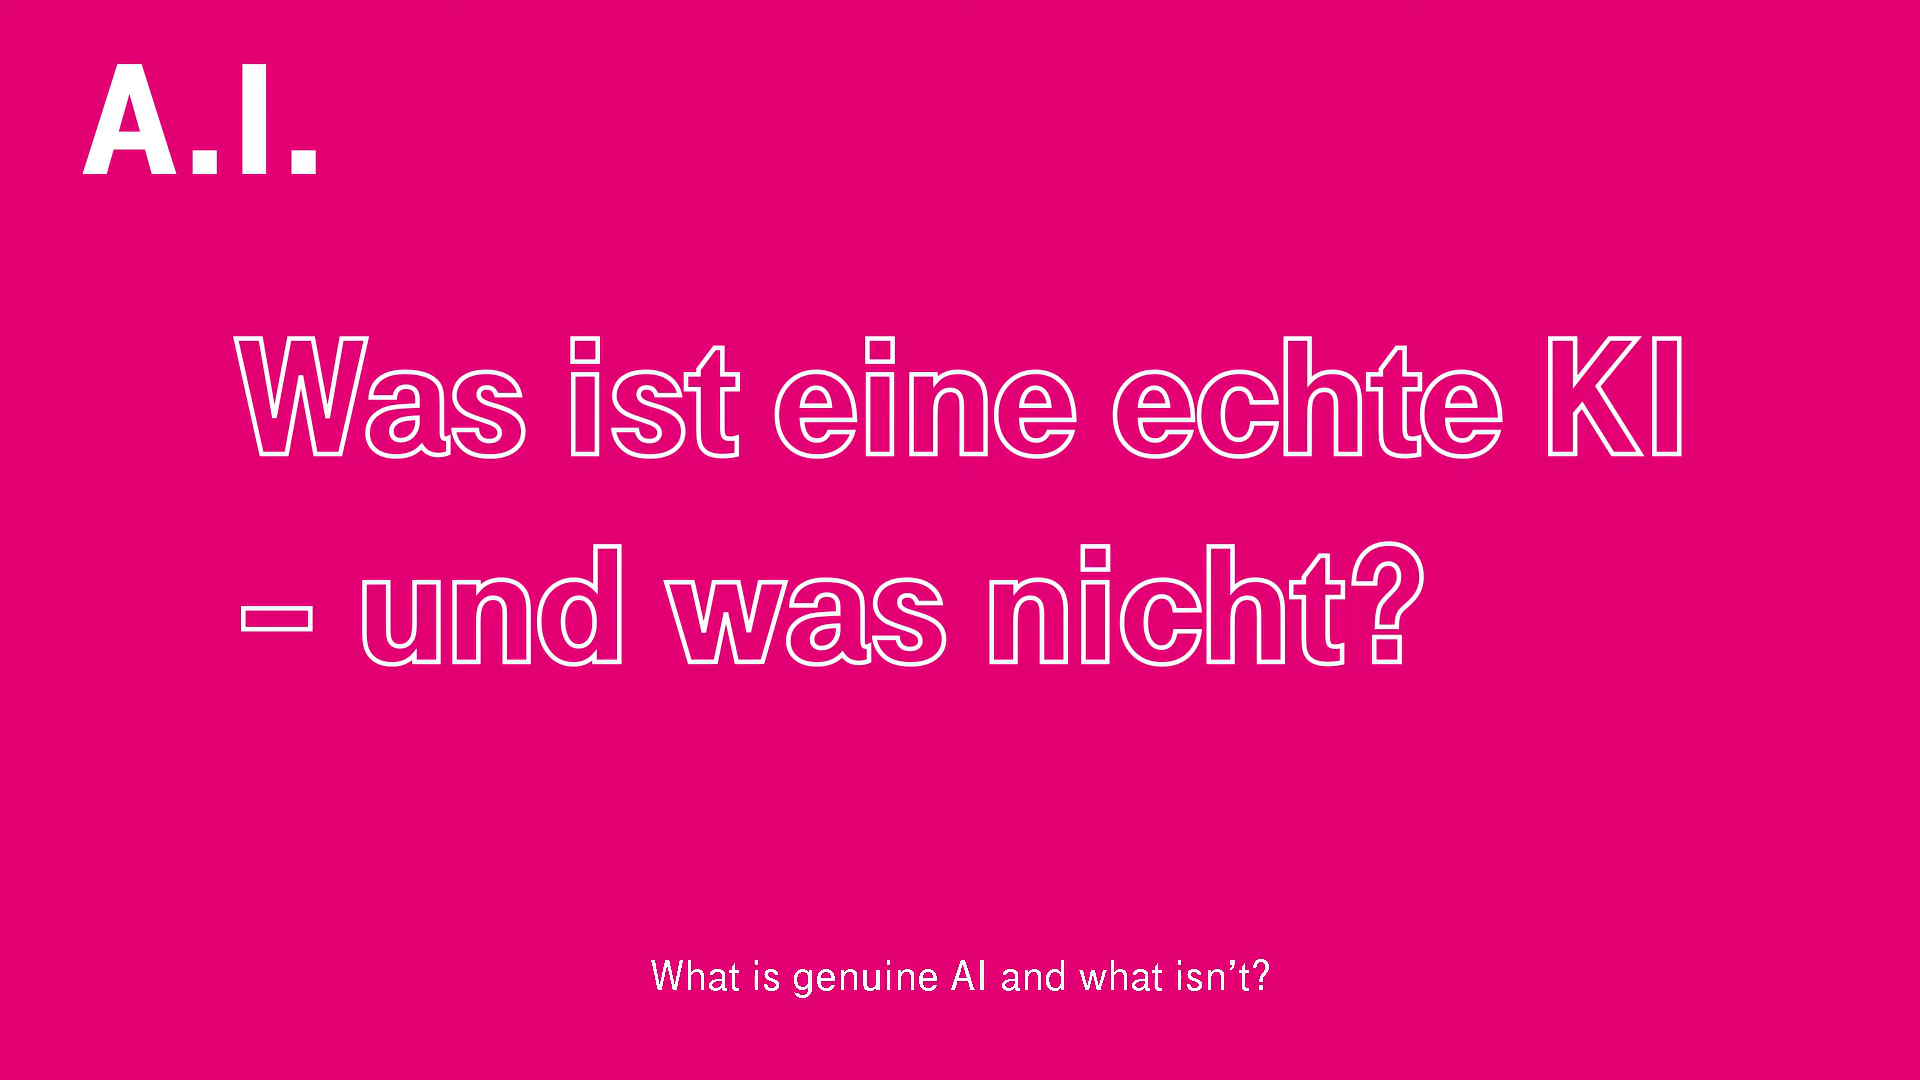 A.I.
Was ist eine echte KI
– und was nicht?
What is genuine AI and what isn’t?